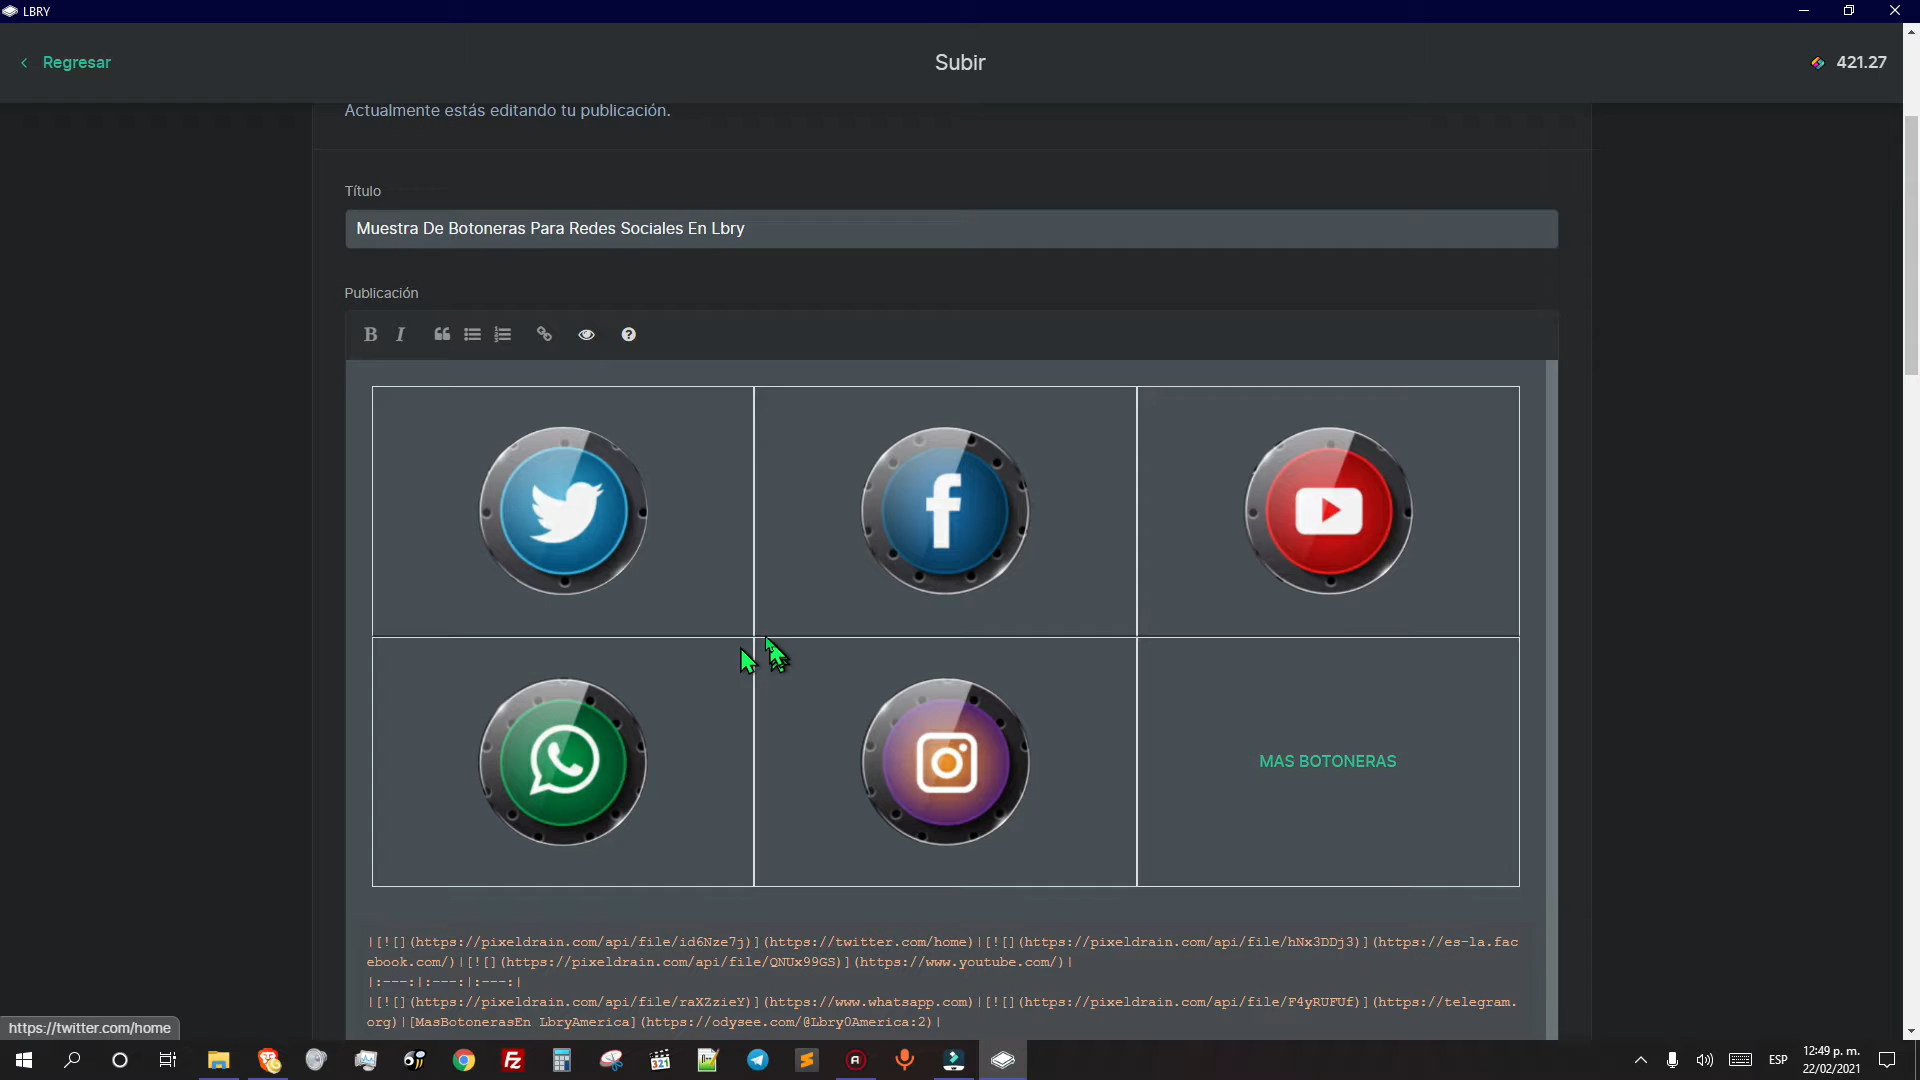 LBRY
Regresar
Subir
421.27
Actualmente estás editando tu publicación.
Título
Muestra De Botoneras Para Redes Sociales En Lbry
Publicación
B I
MAS BOTONERAS
|[![](https://pixeldrain.com/api/file/id6Nze7j)](https://twitter.com/home)|[![](https://pixeldrain.com/api/file/hNx3DDj3)](https://es-la.fac
ebook.com/)|[![](https://pixeldrain.com/api/file/QNUx99GS)](https://www.youtube.com/)|
|:---:|:---:|:---:|
|[![](https://pixeldrain.com/api/file/raXZzieY)](https://www.whatsapp.com)|[![](https://pixeldrain.com/api/file/F4yRUFUf)](https://telegram.
org)|[MasBotonerasEn LbryAmerica](https://odysee.com/@Lbry0America:2)|
https://twitter.com/home
321
ESP
12:49 p. m.
22/02/2021